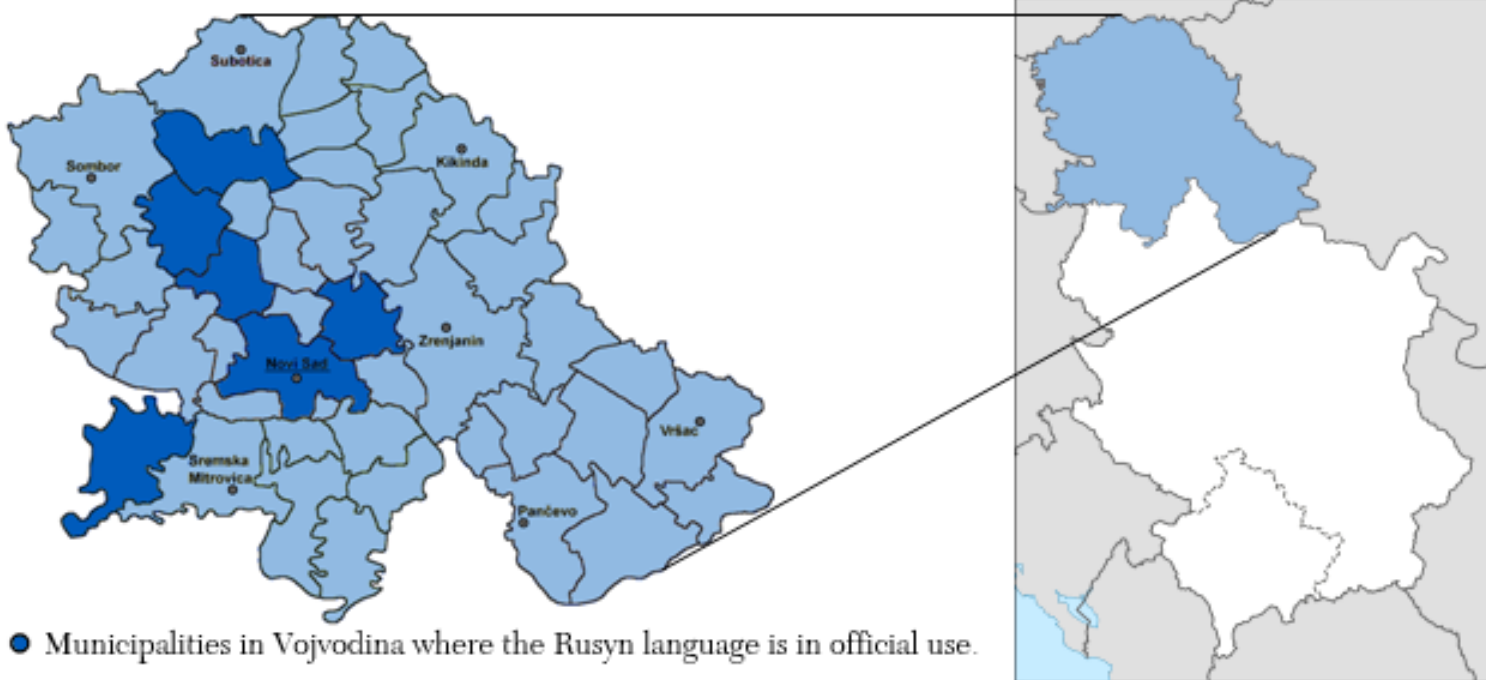 Subotica
Sombor
Kikinda
Zrenjanin
Novi Sad
Vršac
Sremska
Mitrovica
Pančevo
Municipalities in Vojvodina where the Rusyn language is in official use.